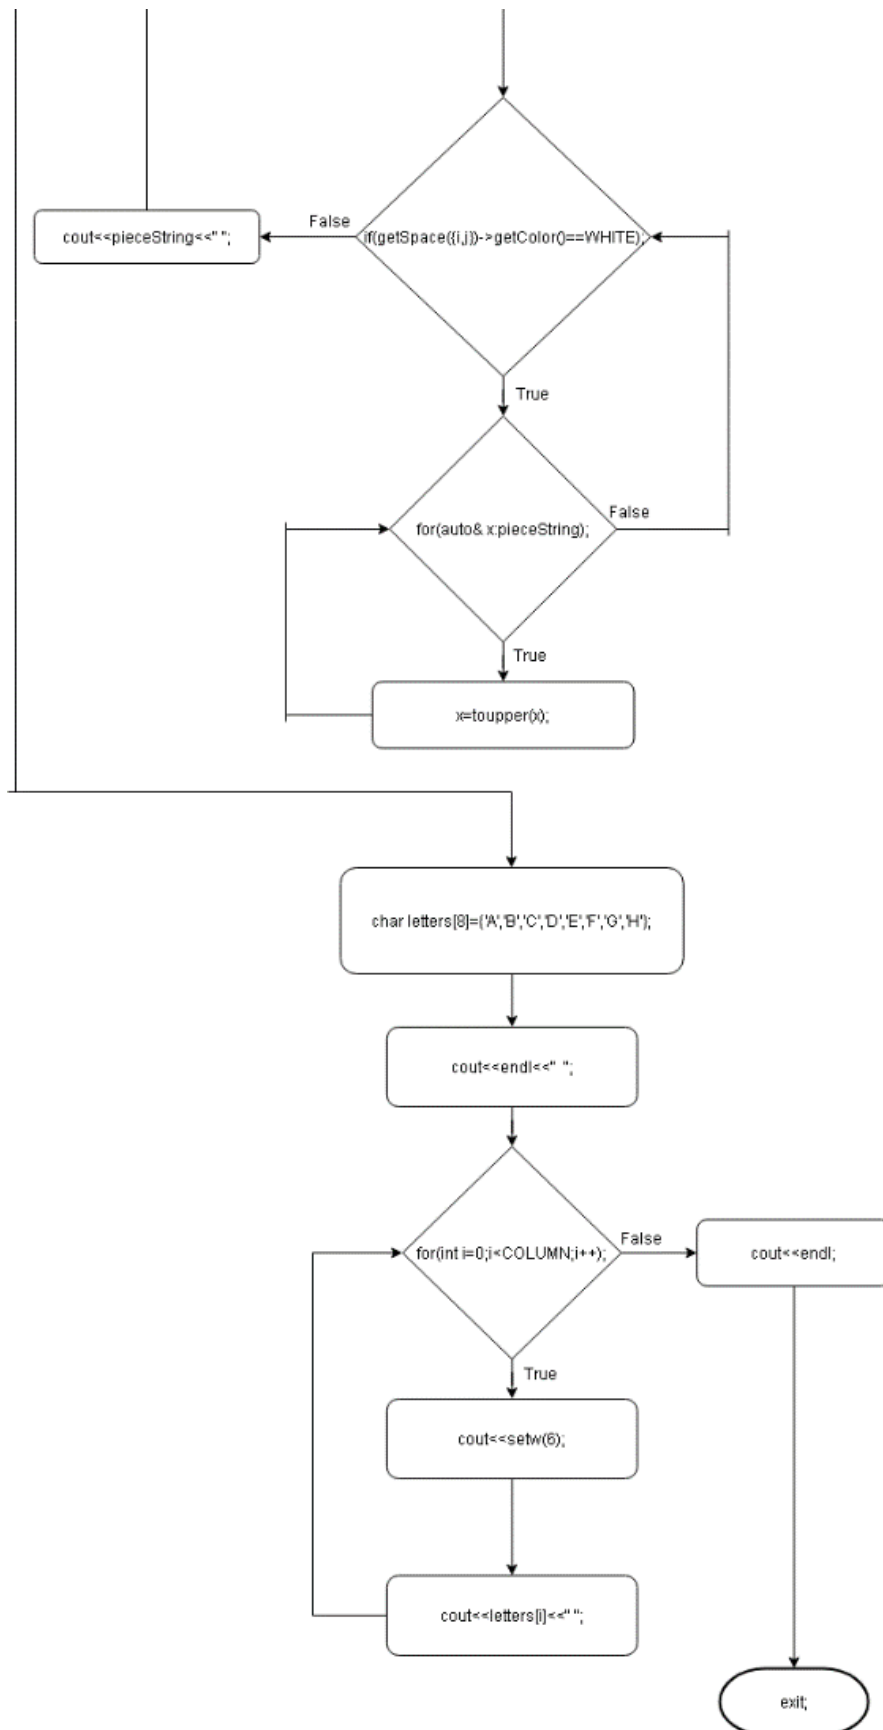 False
cout<<pieceString<<" ";
if(getSpace({i,j})->getColor()==WHITE);
True
for(auto& x:pieceString);
False
True
x=toupper(x);
char letters[8]={'A','B','C','D','E','F','G','H'};
cout<<endl<<" ";
for(int i=0;i<COLUMN;i++);
False
cout<<endl;
True
cout<<setw(6);
cout<<letters[i]<<" ";
exit;